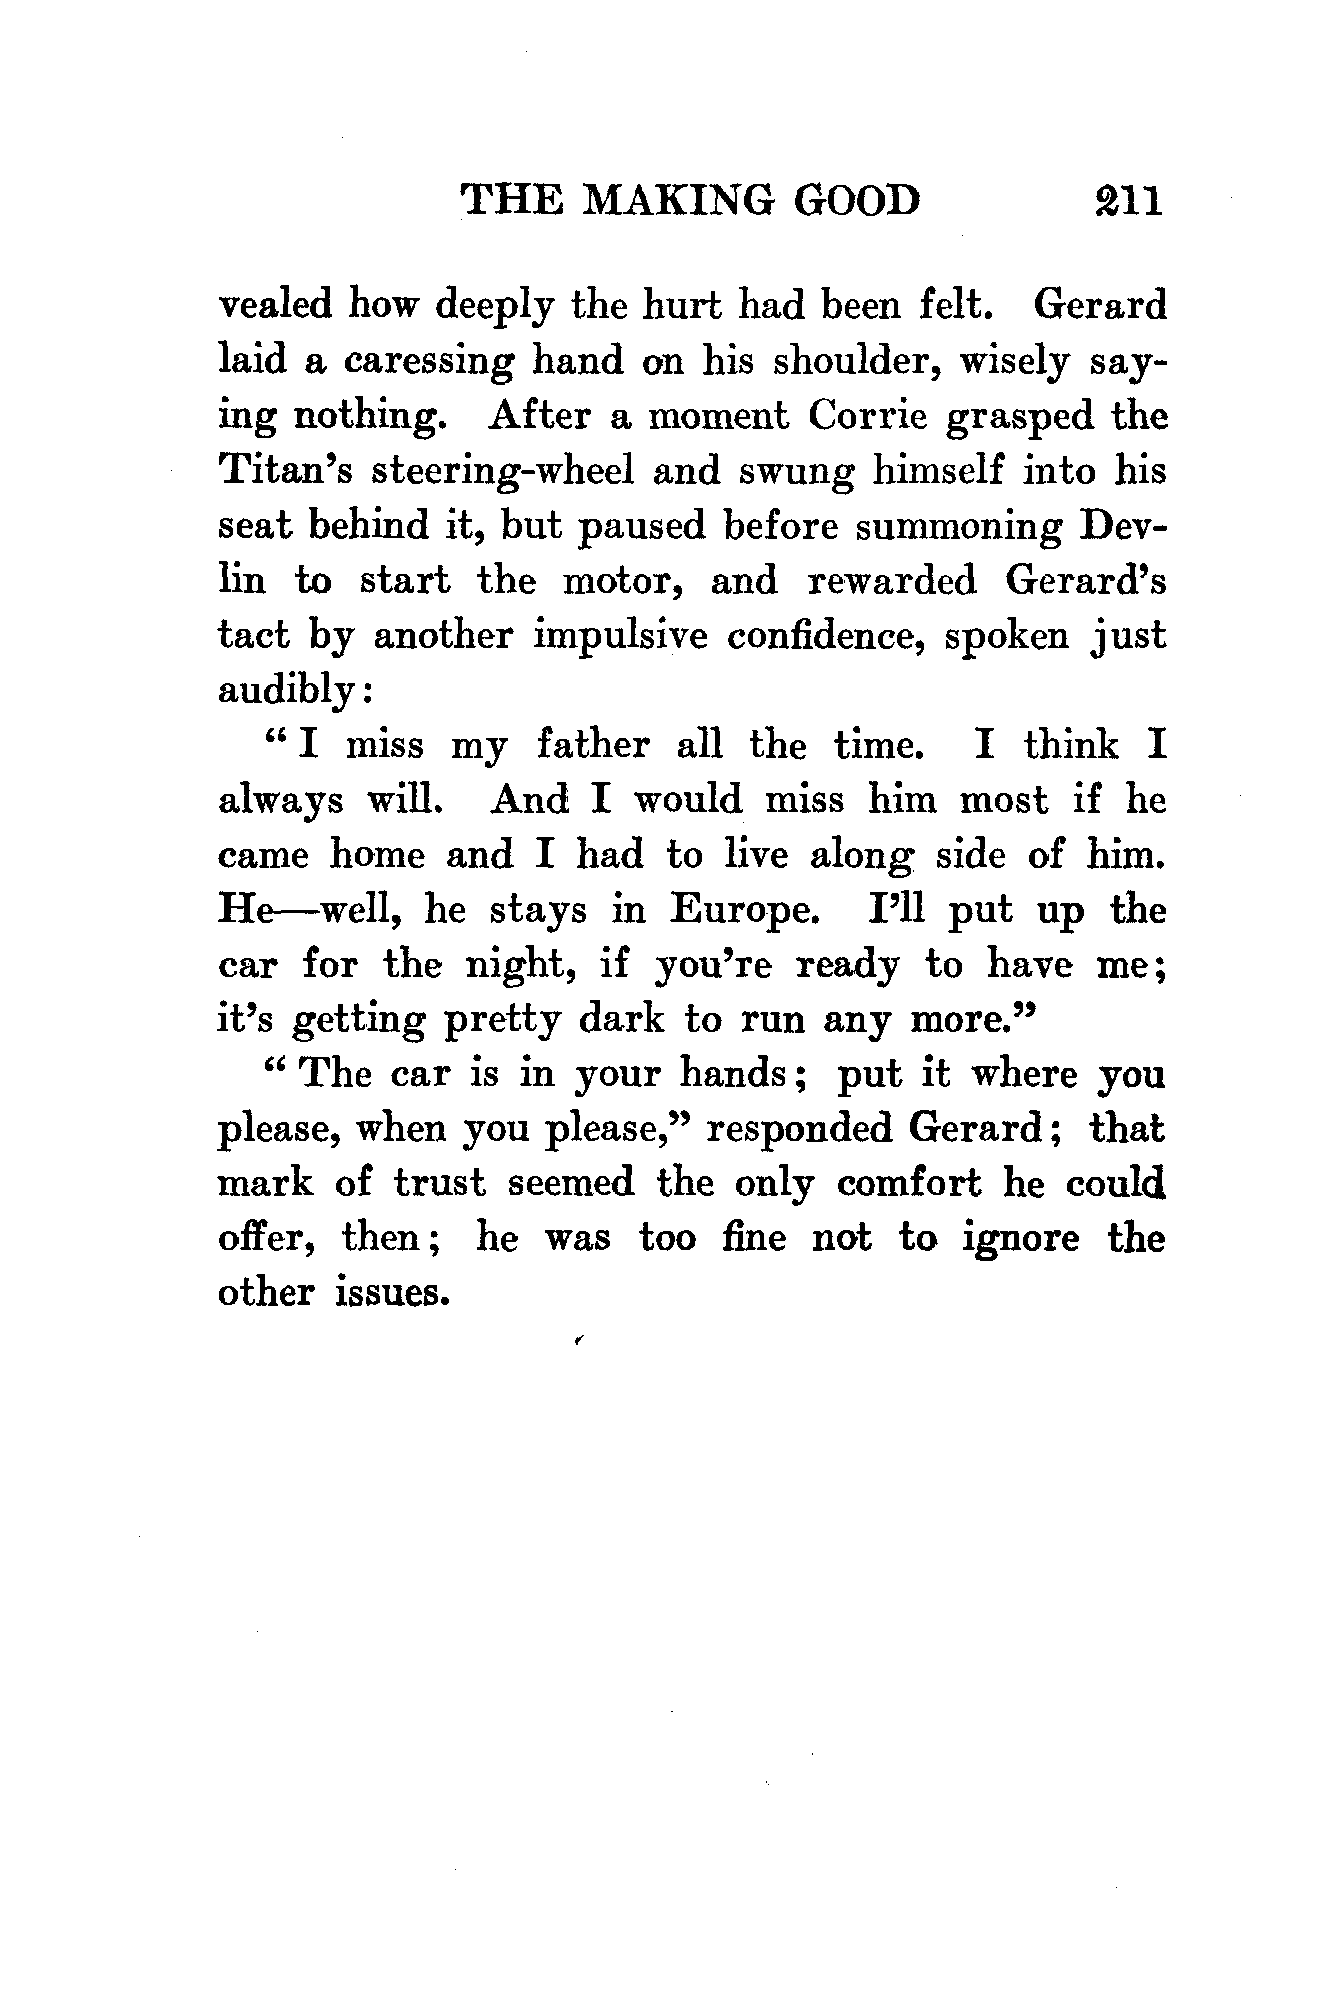 THE MAKING GOOD 211
vealed how deeply the hurt had been felt. Gerard
laid a caressing hand on his shoulder, wisely say-
ing nothing. After a moment Corrie grasped the
Titan's steering-wheel and swung himself into his
seat behind it, but paused before summoning Dev-
lin to start the motor, and rewarded Gerard's
tact by another impulsive confidence, spoken just
audibly:
"I miss my father all the time. I think I
always will. And I would miss him most if he
came home and I had to live along side of him.
He—well, he stays in Europe. I'll put up the
car for the night, if you're ready to have me;
it's getting pretty dark to run any more."
"The car is in your hands; put it where you
please, when you please," responded Gerard; that
mark of trust seemed the only comfort he could
offer, then; he was too fine not to ignore the
other issues.